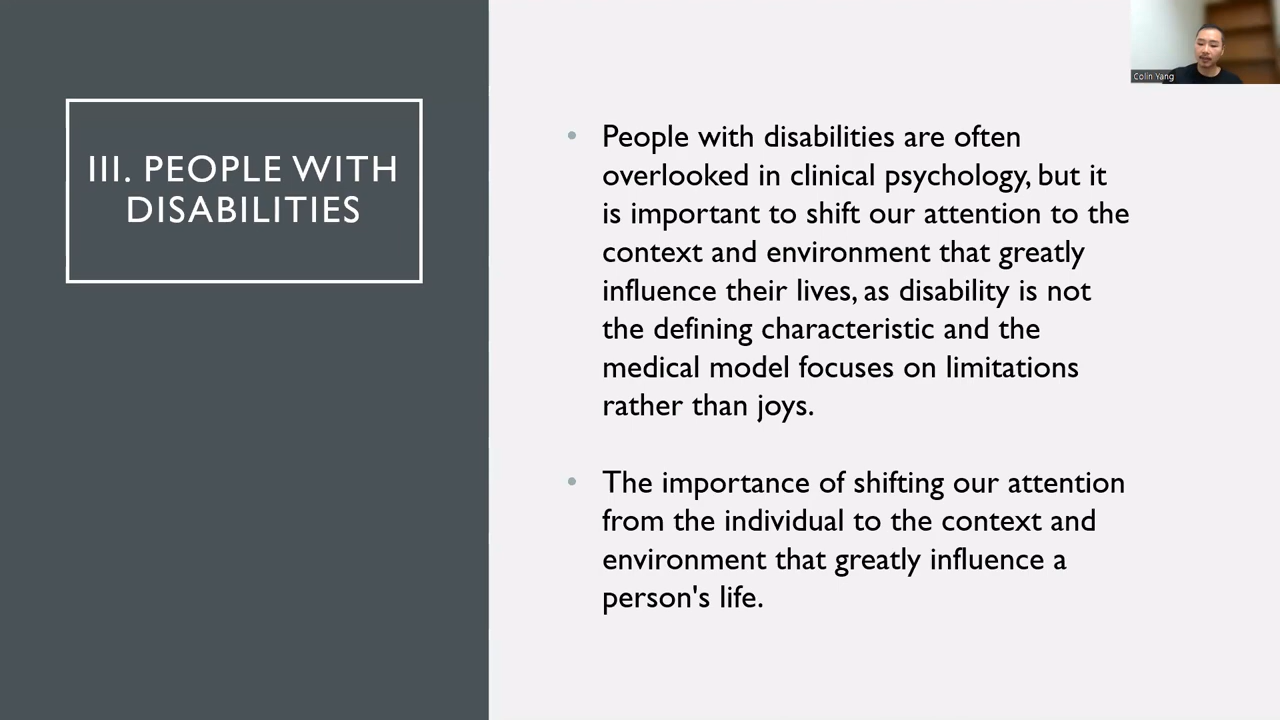 III. PEOPLE WITH
DISABILITIES
• People with disabilities are often
overlooked in clinical psychology, but it
is important to shift our attention to the
context and environment that greatly
influence their lives, as disability is not
the defining characteristic and the
medical model focuses on limitations
rather than joys.
• The importance of shifting our attention
from the individual to the context and
environment that greatly influence a
person's life.
Colin Yang